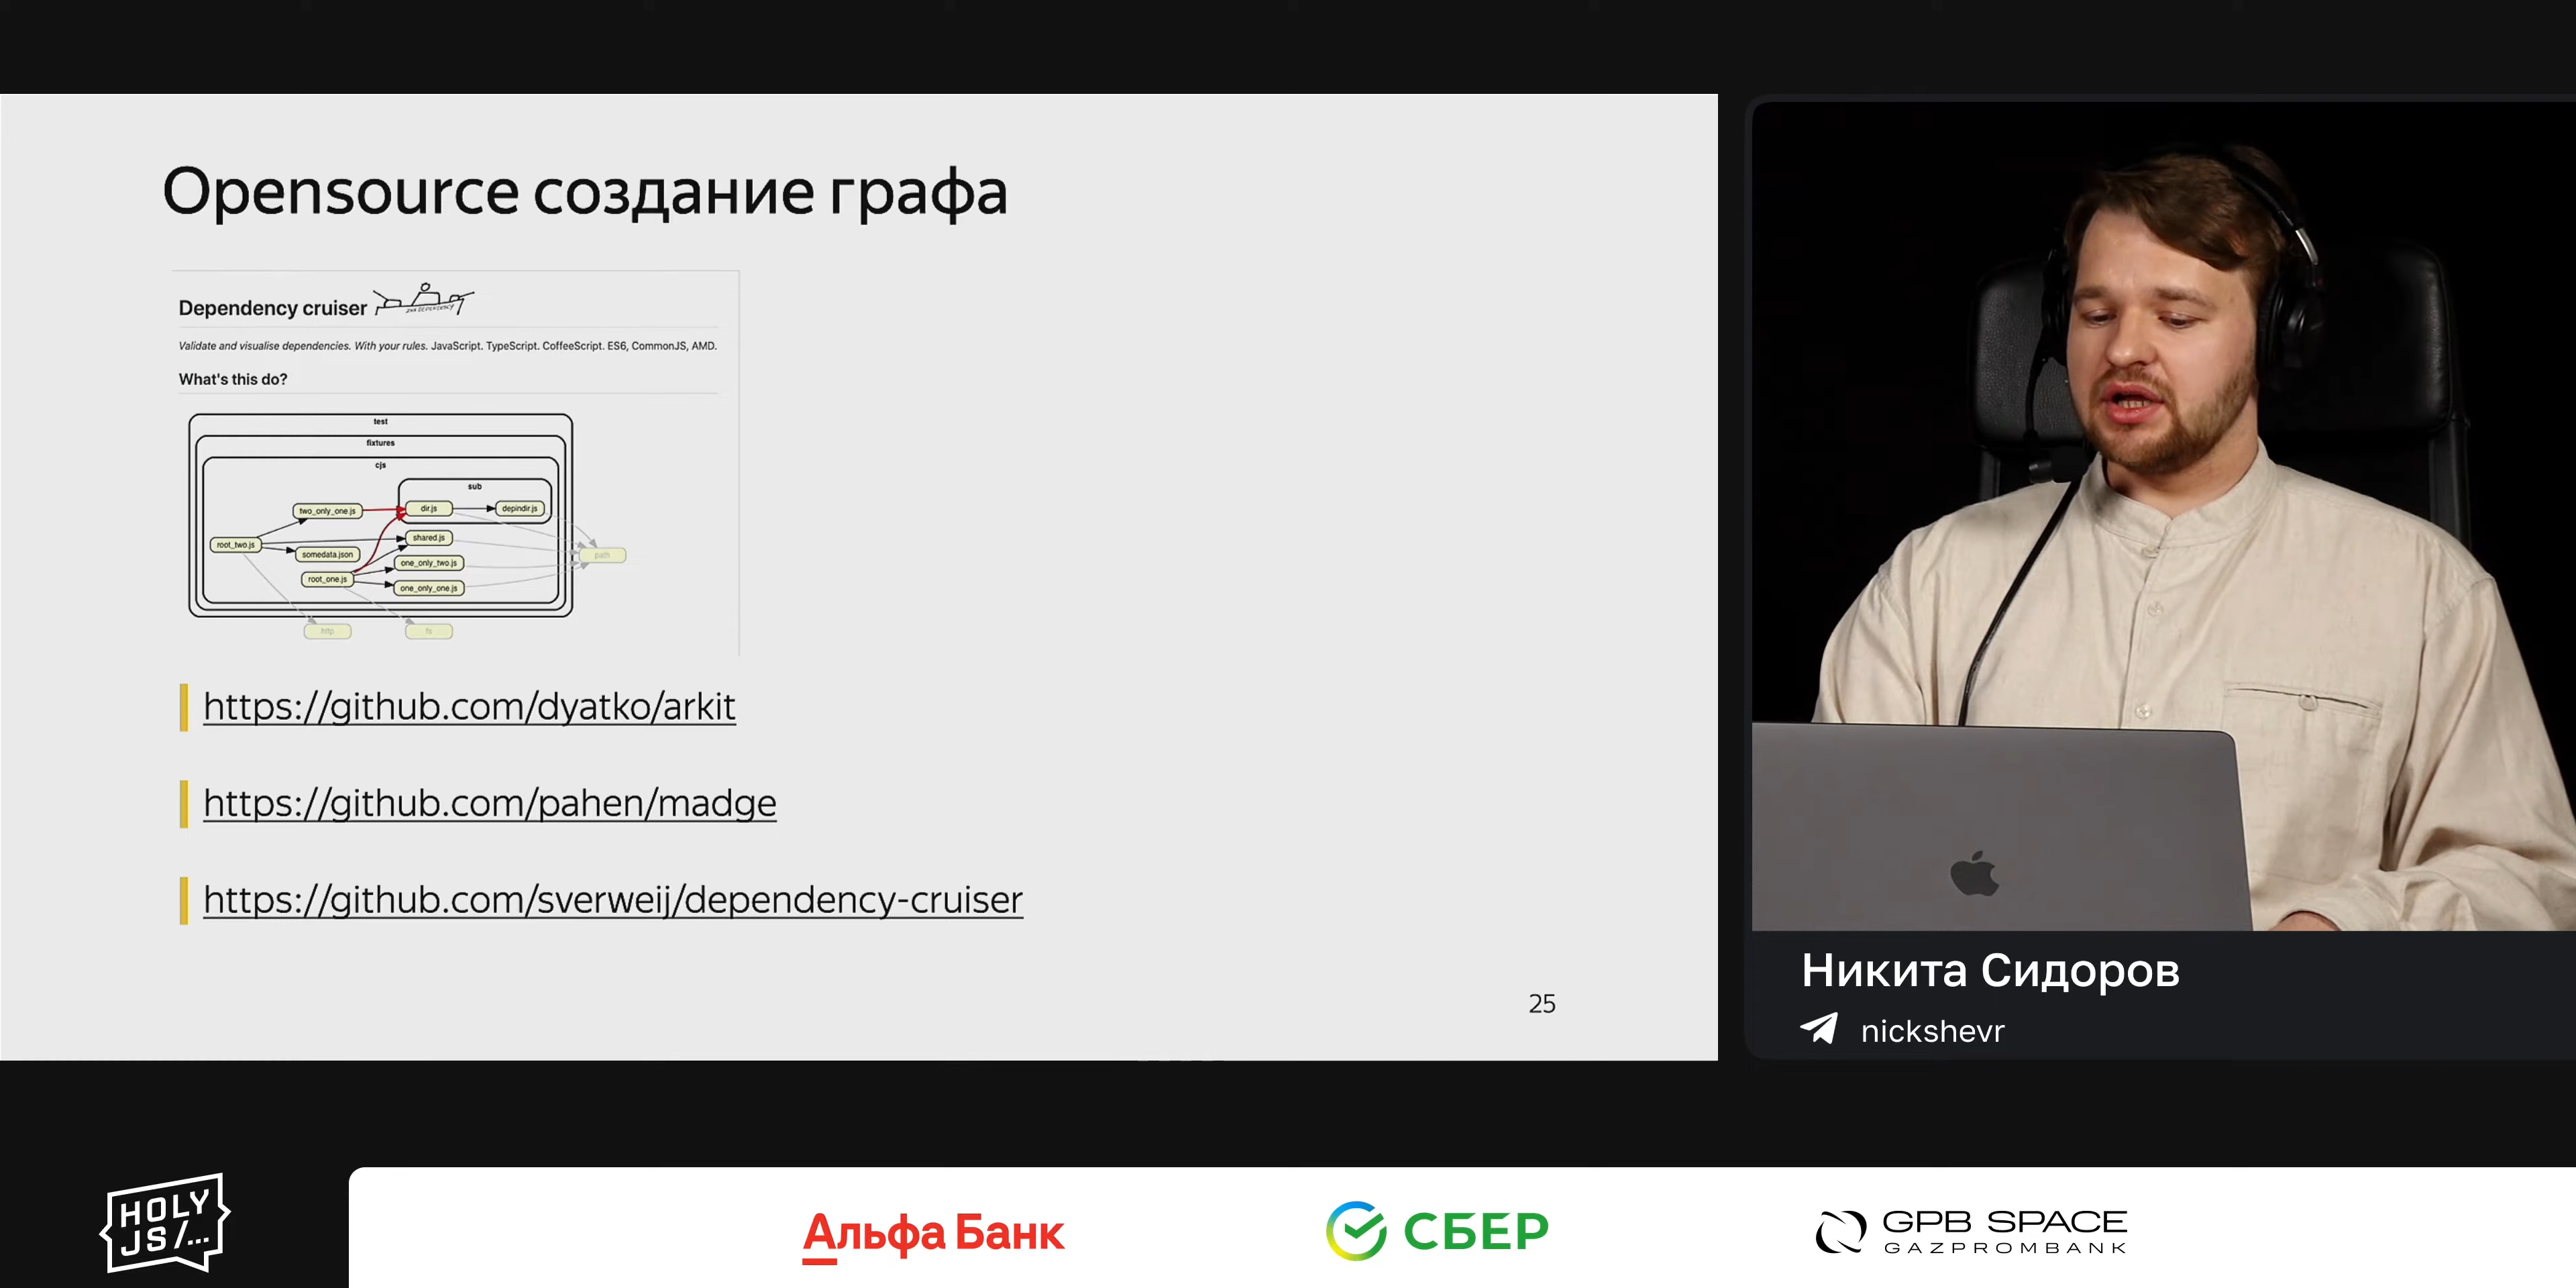 Opensource создание графа
Dependency cruiser
Validate and visualise dependencies. With your rules. JavaScript. TypeScript. CoffeeScript. ES6, CommonJS, AMD.
What's this do?
test
fixtures
cjs
sub
two_only_one.js
dir.js
depindir.js
root_two.js
shared.js
somedata.json
path
one_only_two.js
root_one.js
one_only_one.js
http
fs
https://github.com/dyatko/arkit
https://github.com/pahen/madge
https://github.com/sverweij/dependency-cruiser
25
Никита Сидоров
nickshevr
HOLY
JS/...
Альфа Банк
СБЕР
GPB SPACE
GAZPROMBANK